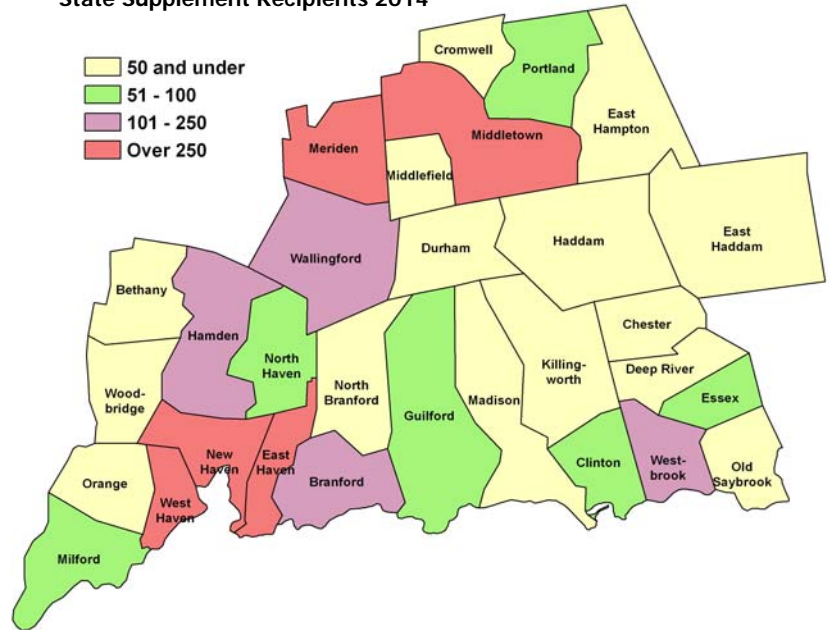 State Supplement Recipients 2014
50 and under
51 - 100
101 - 250
Over 250
Cromwell
Portland
East
Hampton
Meriden
Middletown
Middlefield
Wallingford
Durham
Haddam
East
Haddam
Bethany
Hamden
North
Haven
Chester
Killing-
worth
Deep River
Wood-
bridge
North
Branford
Guilford
Madison
Essex
New
Haven
East
Haven
Branford
Clinton
West-
brook
Old
Saybrook
Orange
West
Haven
Milford